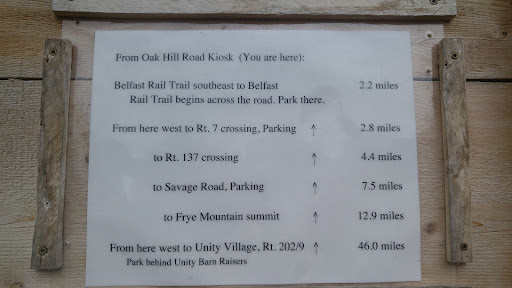 From Oak Hill Road Kiosk (You are here):
Belfast Rail Trail southeast to Belfast 2.2 miles
Rail Trail begins across the road. Park there.
From here west to Rt. 7 crossing, Parking ↑ 2.8 miles
to Rt. 137 crossing ↑ 4.4 miles
to Savage Road, Parking ↑ 7.5 miles
to Frye Mountain summit ↑ 12.9 miles
From here west to Unity Village, Rt. 202/9 ↑ 46.0 miles
Park behind Unity Barn Raisers